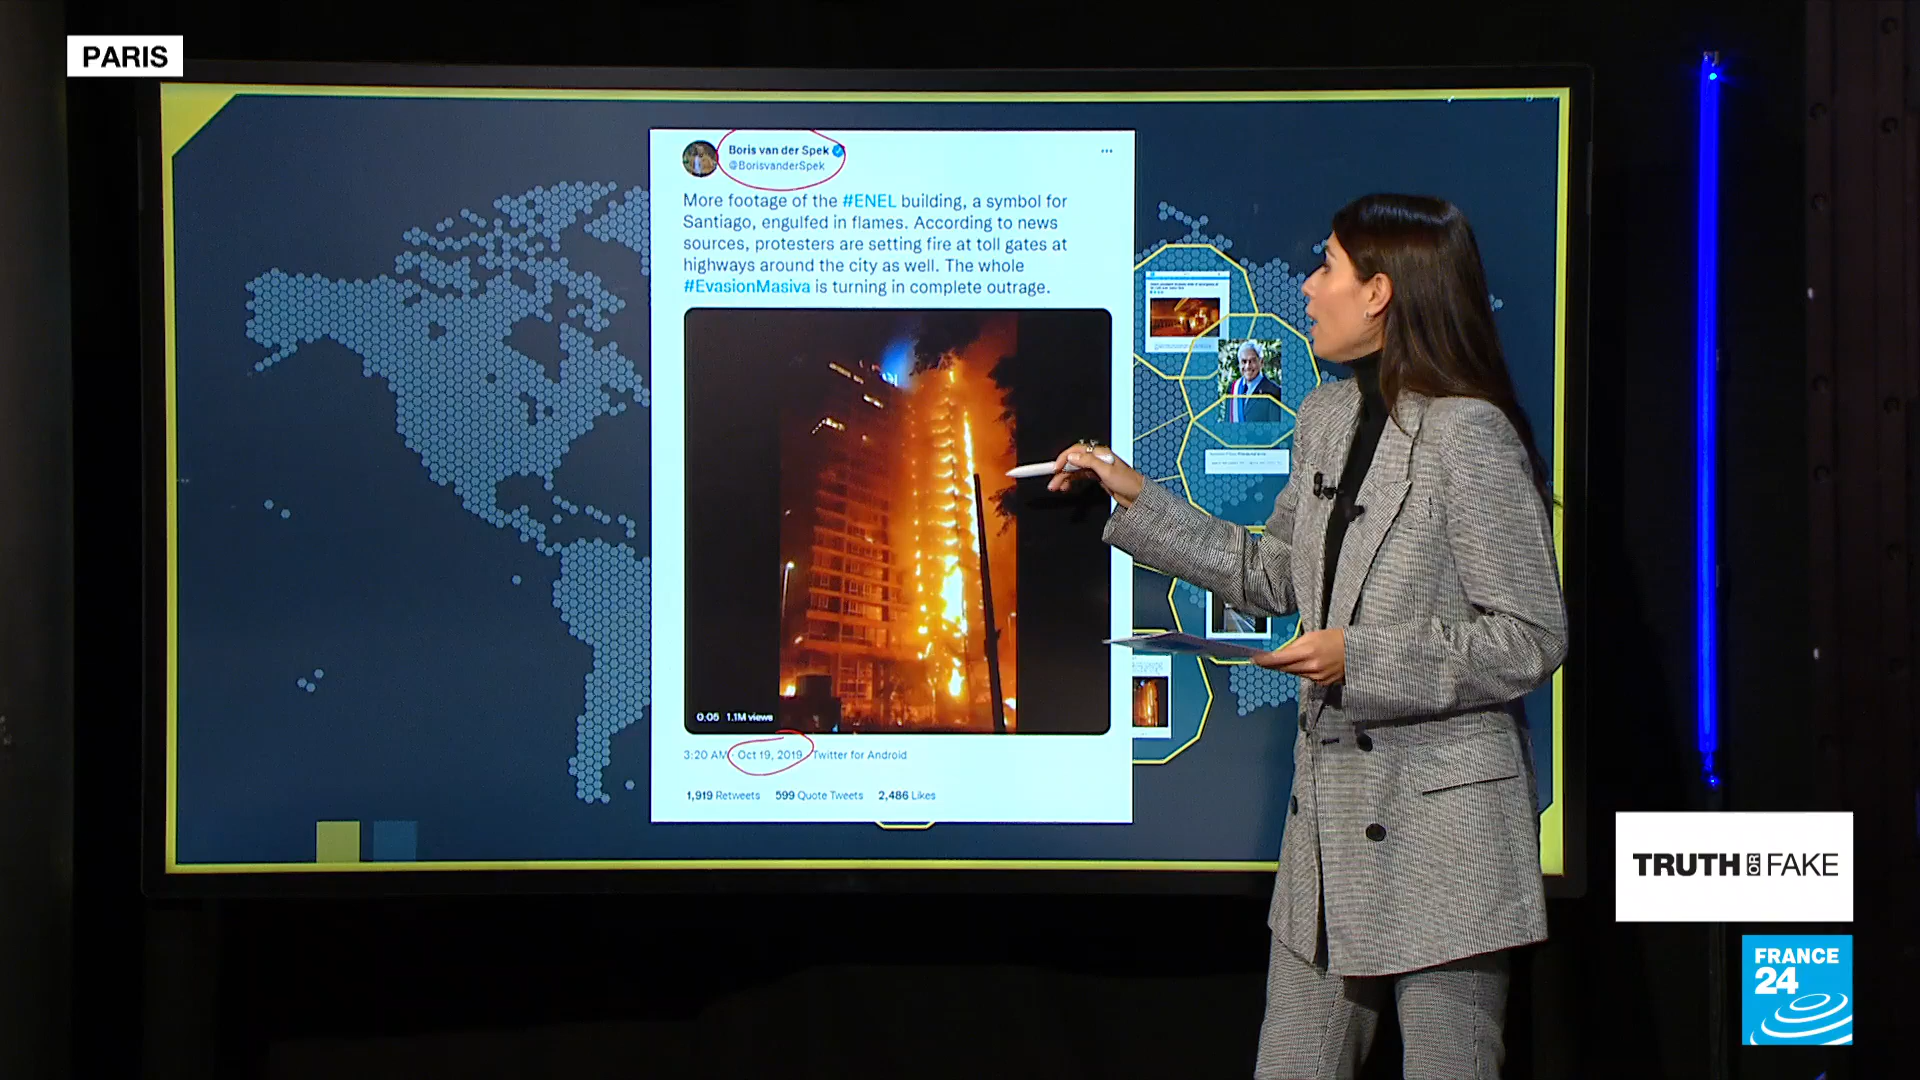 PARIS
Boris van der Spek
@BorisvanderSpek
More footage of the #ENEL building, a symbol for
Santiago, engulfed in flames. According to news
sources, protesters are setting fire at toll gates at
highways around the city as well. The whole
#EvasionMasiva is turning in complete outrage.
0:05 1.1M views
3:20 AM · Oct 19, 2019 · Twitter for Android
1,919 Retweets 599 Quote Tweets 2,486 Likes
TRUTH OR FAKE
FRANCE
24